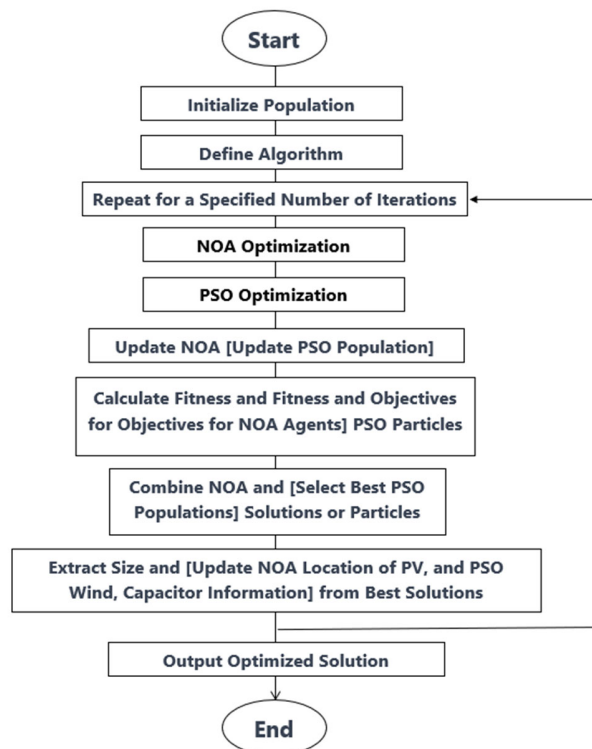 Start
Initialize Population
Define Algorithm
Repeat for a Specified Number of Iterations
NOA Optimization
PSO Optimization
Update NOA [Update PSO Population]
Calculate Fitness and Fitness and Objectives
for Objectives for NOA Agents] PSO Particles
Combine NOA and [Select Best PSO
Populations] Solutions or Particles
Extract Size and [Update NOA Location of PV, and PSO
Wind, Capacitor Information] from Best Solutions
Output Optimized Solution
End